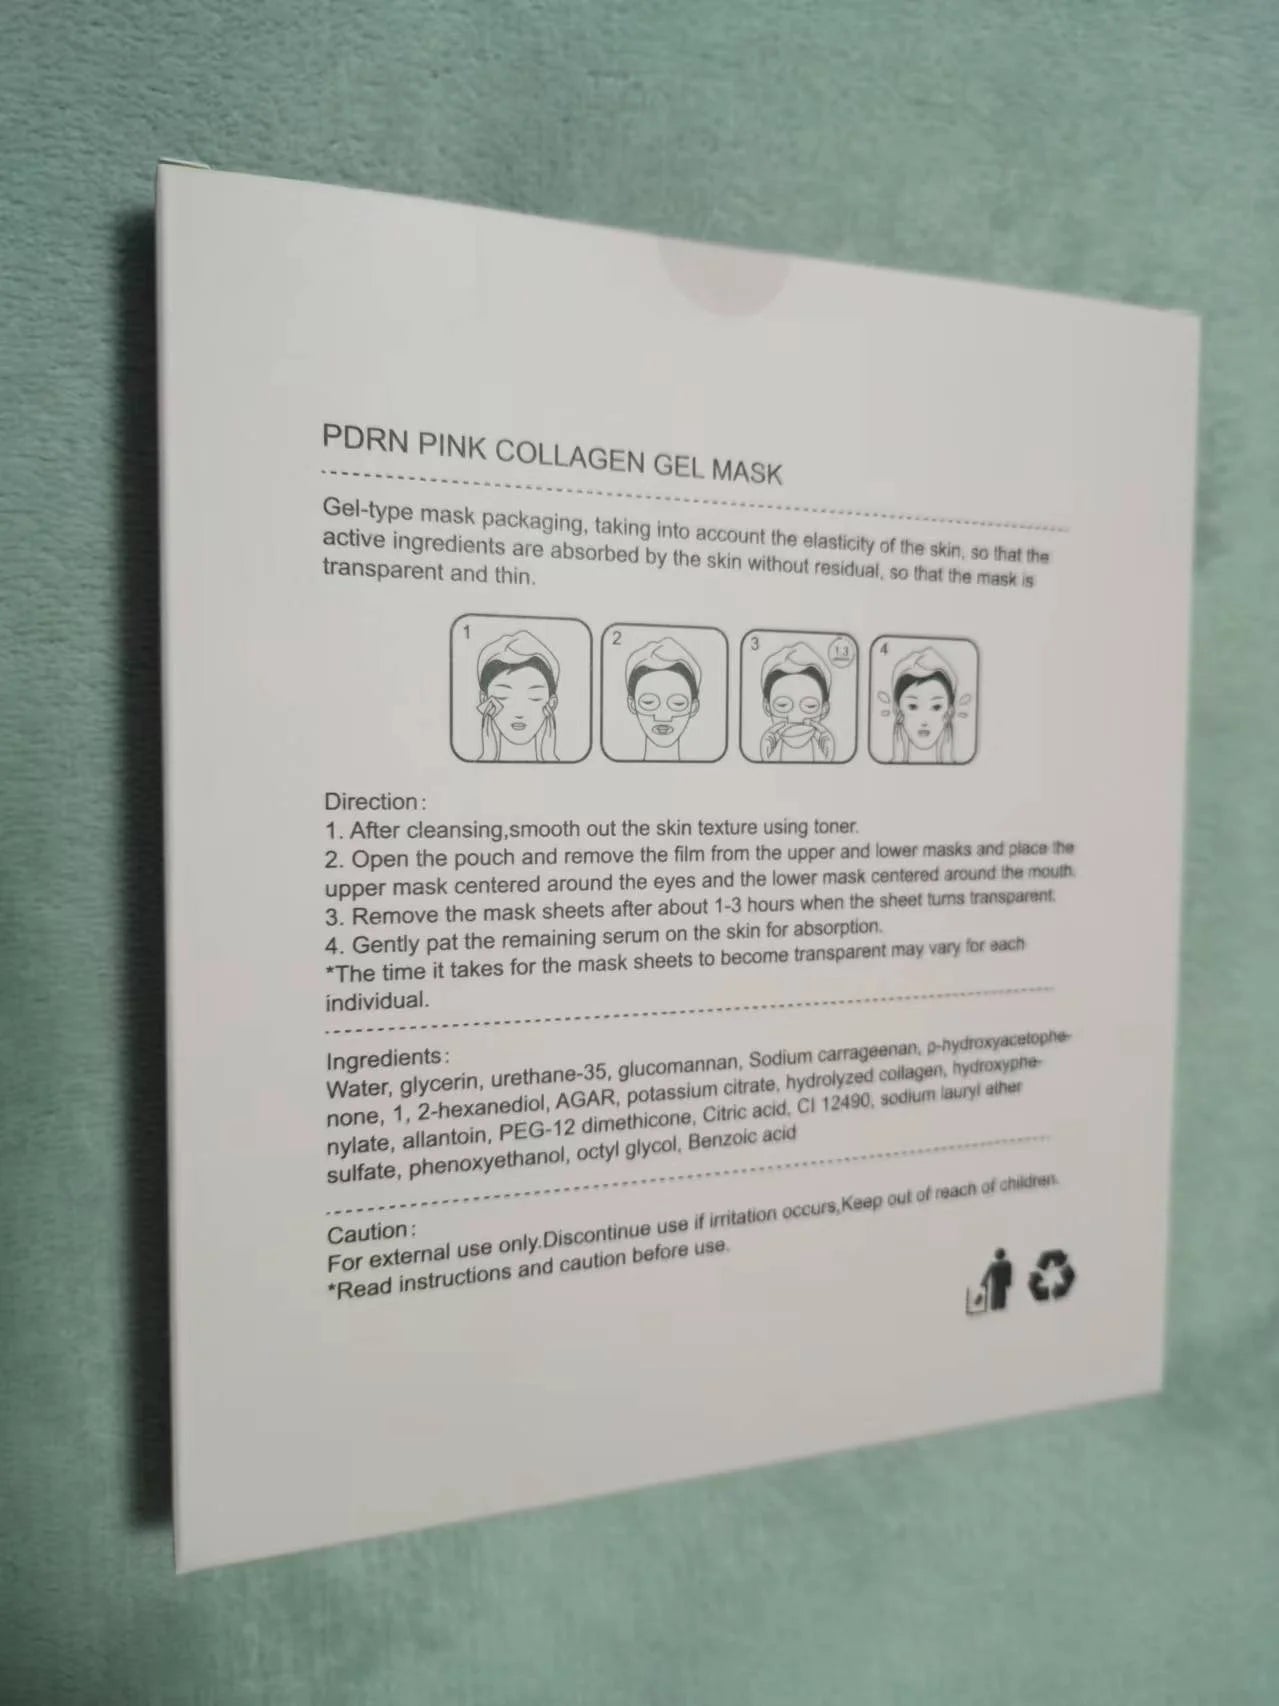 PDRN PINK COLLAGEN GEL MASK
Gel-type mask packaging, taking into account the elasticity of the skin, so that the
active ingredients are absorbed by the skin without residual, so that the mask is
transparent and thin.
1
2
3
1.3
4
Direction:
1. After cleansing,smooth out the skin texture using toner.
2. Open the pouch and remove the film from the upper and lower masks and place the
upper mask centered around the eyes and the lower mask centered around the mouth.
3. Remove the mask sheets after about 1-3 hours when the sheet turns transparent.
4. Gently pat the remaining serum on the skin for absorption.
*The time it takes for the mask sheets to become transparent may vary for each
individual.
Ingredients:
Water, glycerin, urethane-35, glucomannan, Sodium carrageenan, p-hydroxyacetophe-
none, 1, 2-hexanediol, AGAR, potassium citrate, hydrolyzed collagen, hydroxyphe-
nylate, allantoin, PEG-12 dimethicone, Citric acid, CI 12490, sodium lauryl ether
sulfate, phenoxyethanol, octyl glycol, Benzoic acid
Caution:
For external use only.Discontinue use if irritation occurs,Keep out of reach of children.
*Read instructions and caution before use.